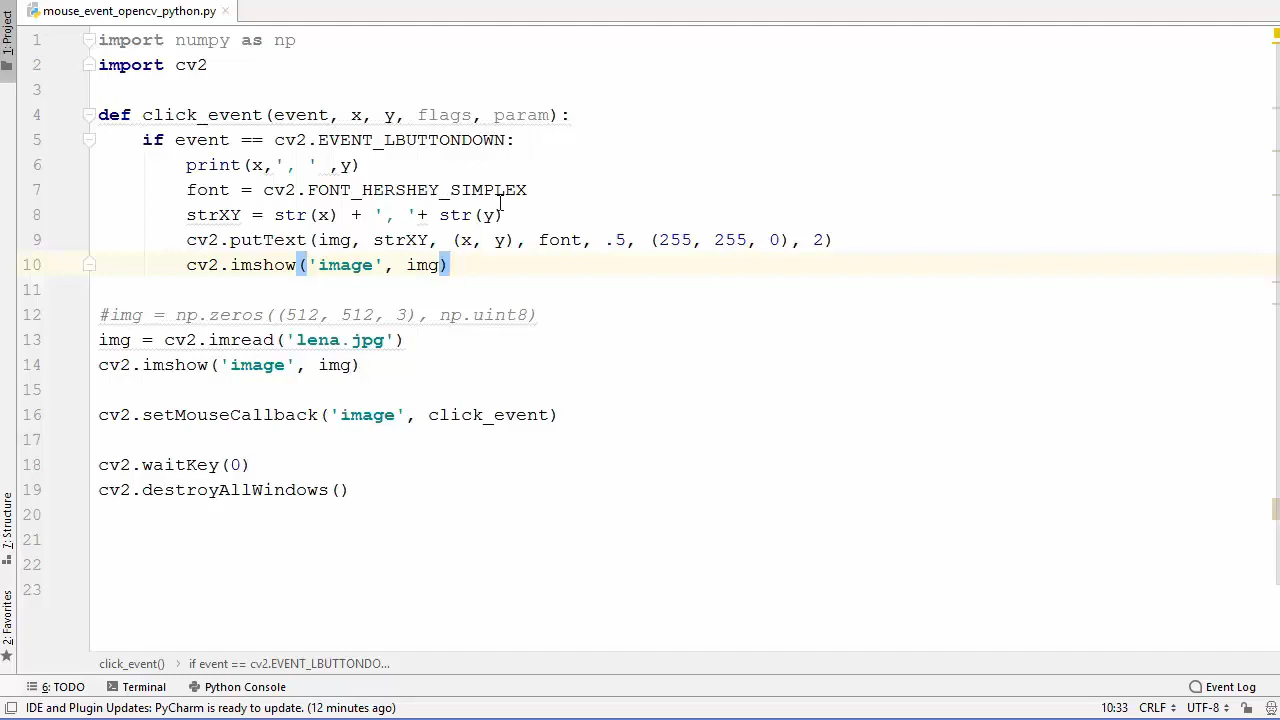 mouse_event_opencv_python.py
1: Project
1 import numpy as np
2 import cv2
3
4 def click_event(event, x, y, flags, param):
5     if event == cv2.EVENT_LBUTTONDOWN:
6         print(x,', ' ,y)
7         font = cv2.FONT_HERSHEY_SIMPLEX
8         strXY = str(x) + ', '+ str(y)
9         cv2.putText(img, strXY, (x, y), font, .5, (255, 255, 0), 2)
10         cv2.imshow('image', img)
11
12 #img = np.zeros((512, 512, 3), np.uint8)
13 img = cv2.imread('lena.jpg')
14 cv2.imshow('image', img)
15
16 cv2.setMouseCallback('image', click_event)
17
18 cv2.waitKey(0)
19 cv2.destroyAllWindows()
20
21
22
23
7: Structure
2: Favorites
click_event() › if event == cv2.EVENT_LBUTTONDO...
6: TODO Terminal Python Console Event Log
IDE and Plugin Updates: PyCharm is ready to update. (12 minutes ago) 10:33 CRLF UTF-8